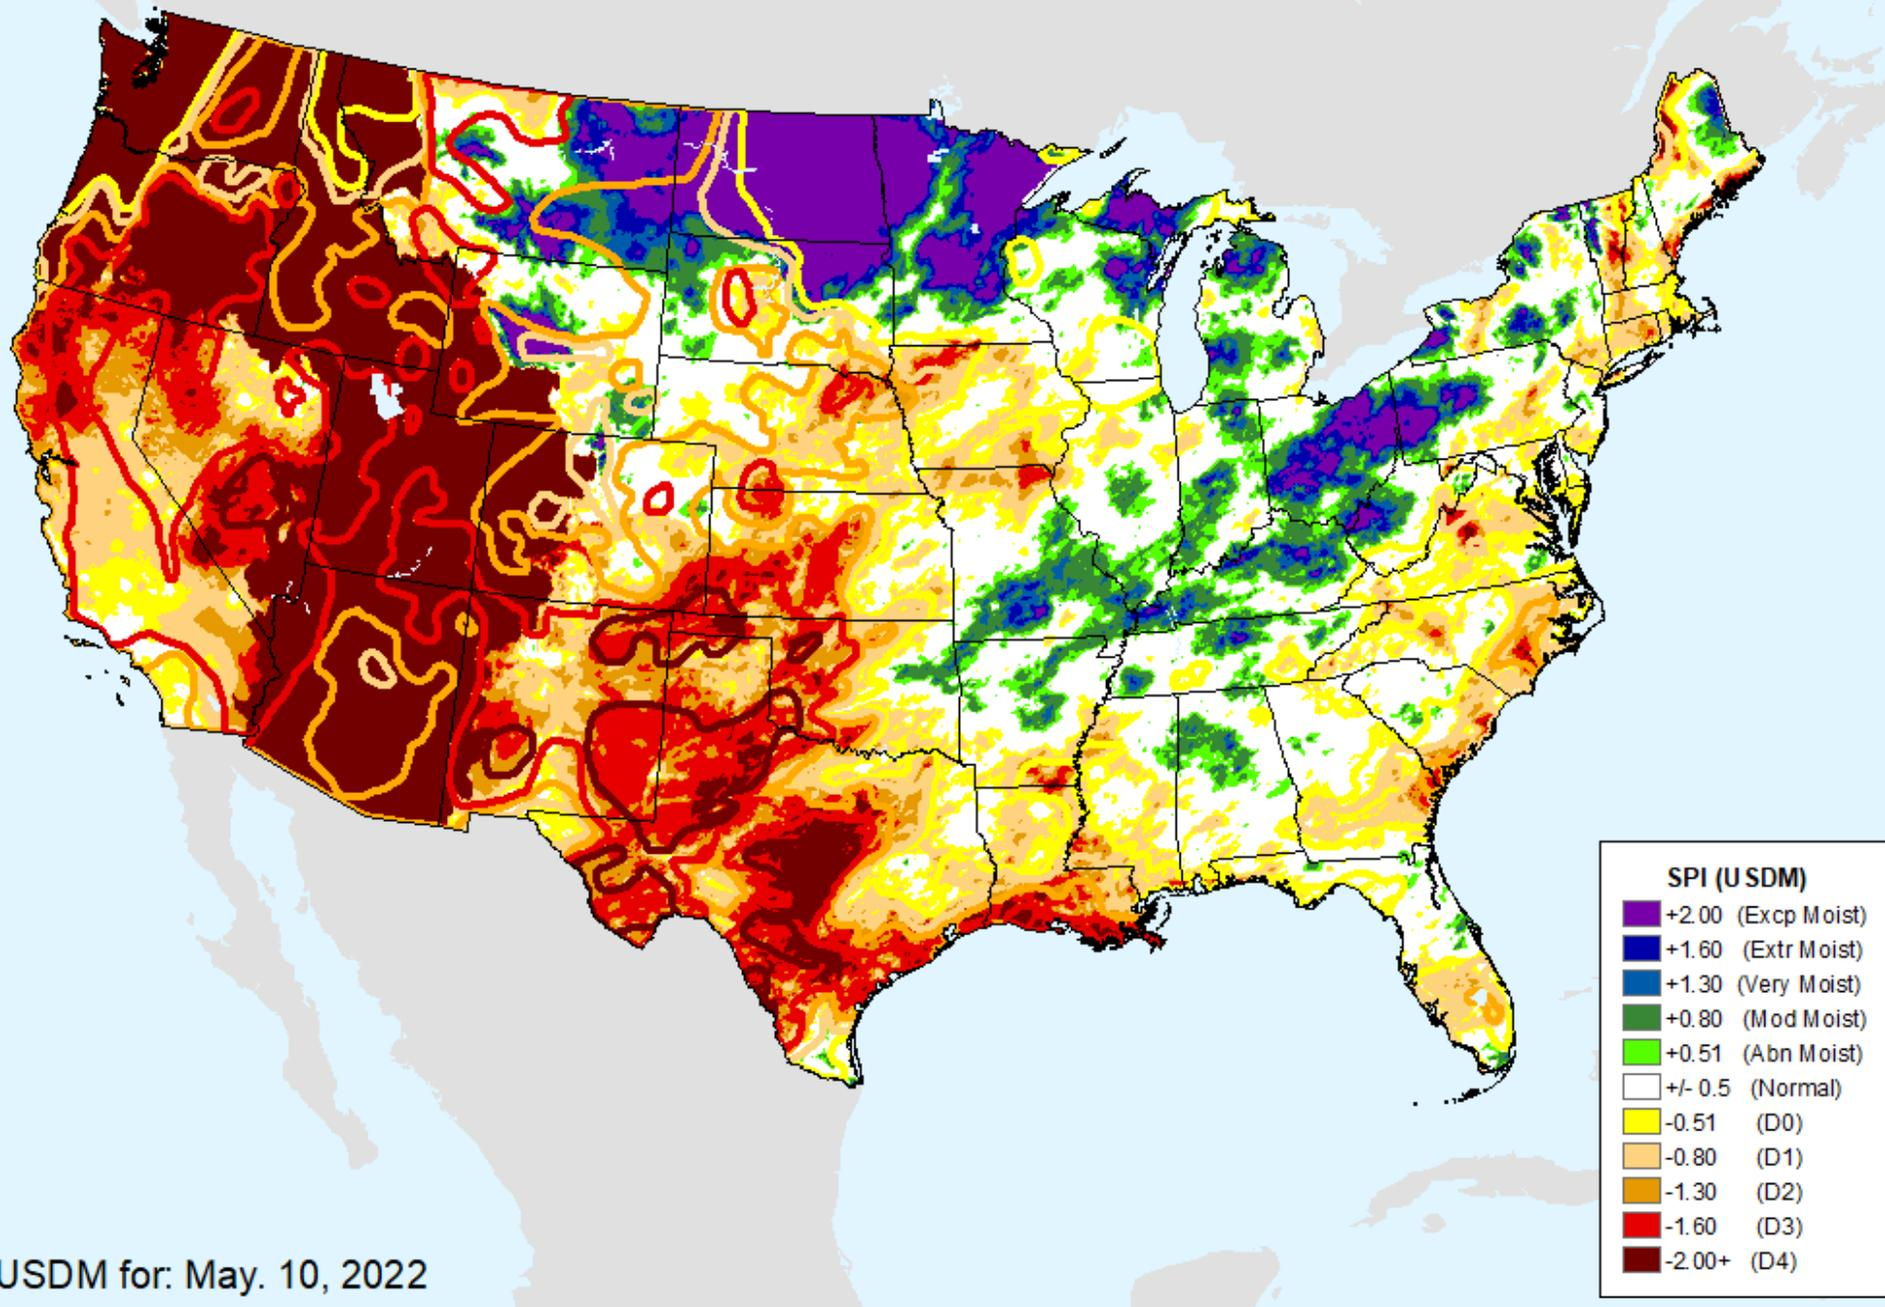 SPI (USDM)
+2.00 (Excp Moist)
+1.60 (Extr Moist)
+1.30 (Very Moist)
+0.80 (Mod Moist)
+0.51 (Abn Moist)
+/- 0.5 (Normal)
-0.51 (D0)
-0.80 (D1)
-1.30 (D2)
-1.60 (D3)
-2.00+ (D4)
USDM for: May. 10, 2022